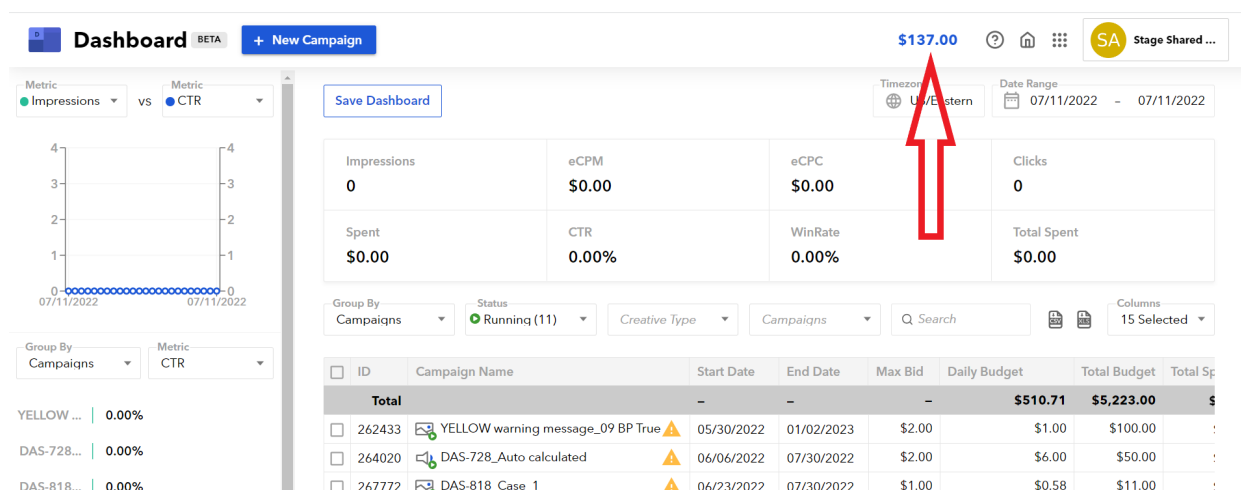 D Dashboard BETA + New Campaign $137.00 SA Stage Shared ...
Metric Metric
Impressions vs CTR
4 4
3 3
2 2
1 1
0 0
07/11/2022 07/11/2022
Group By Metric
Campaigns CTR
YELLOW ... 0.00%
DAS-728... 0.00%
DAS-818... 0.00%
Save Dashboard
Date Range
US/Eastern 07/11/2022 – 07/11/2022
Impressions eCPM eCPC Clicks
0 $0.00 $0.00 0
Spent CTR WinRate Total Spent
$0.00 0.00% 0.00% $0.00
Group By Status Columns
Campaigns Running (11) Creative Type Campaigns Search CSV XLS 15 Selected
ID Campaign Name Start Date End Date Max Bid Daily Budget Total Budget Total Sp
Total – – – $510.71 $5,223.00 $
262433 YELLOW warning message_09 BP True 05/30/2022 01/02/2023 $2.00 $1.00 $100.00
264020 DAS-728_Auto calculated 06/06/2022 07/30/2022 $2.00 $6.00 $50.00
267772 DAS-818_Case_1 06/23/2022 07/30/2022 $1.00 $0.58 $11.00